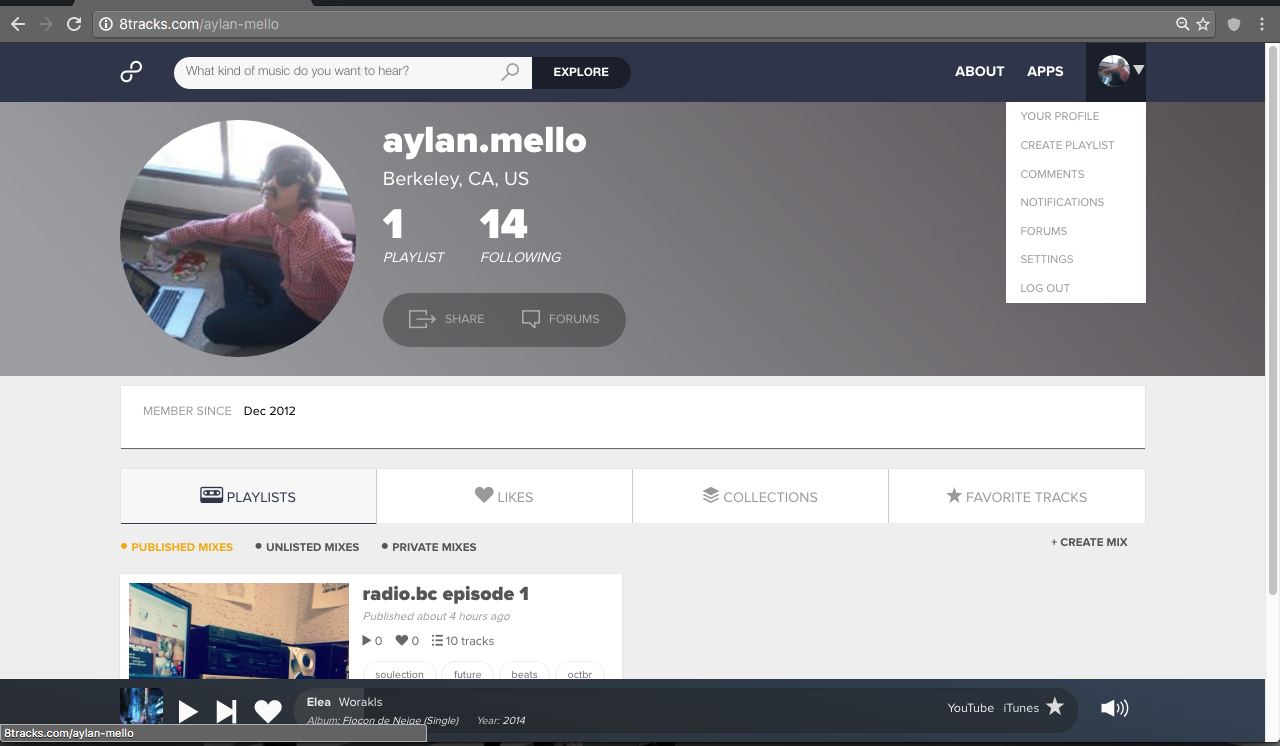 8tracks.com/aylan-mello
What kind of music do you want to hear?
EXPLORE
ABOUT
APPS
YOUR PROFILE
CREATE PLAYLIST
COMMENTS
NOTIFICATIONS
FORUMS
SETTINGS
LOG OUT
aylan.mello
Berkeley, CA, US
1 14
PLAYLIST FOLLOWING
SHARE FORUMS
MEMBER SINCE Dec 2012
PLAYLISTS LIKES COLLECTIONS FAVORITE TRACKS
• PUBLISHED MIXES • UNLISTED MIXES • PRIVATE MIXES + CREATE MIX
radio.bc episode 1
Published about 4 hours ago
0 0 10 tracks
soulection future beats octbr
Elea Worakls
Album: Flocon de Neige (Single) Year: 2014
YouTube iTunes
8tracks.com/aylan-mello